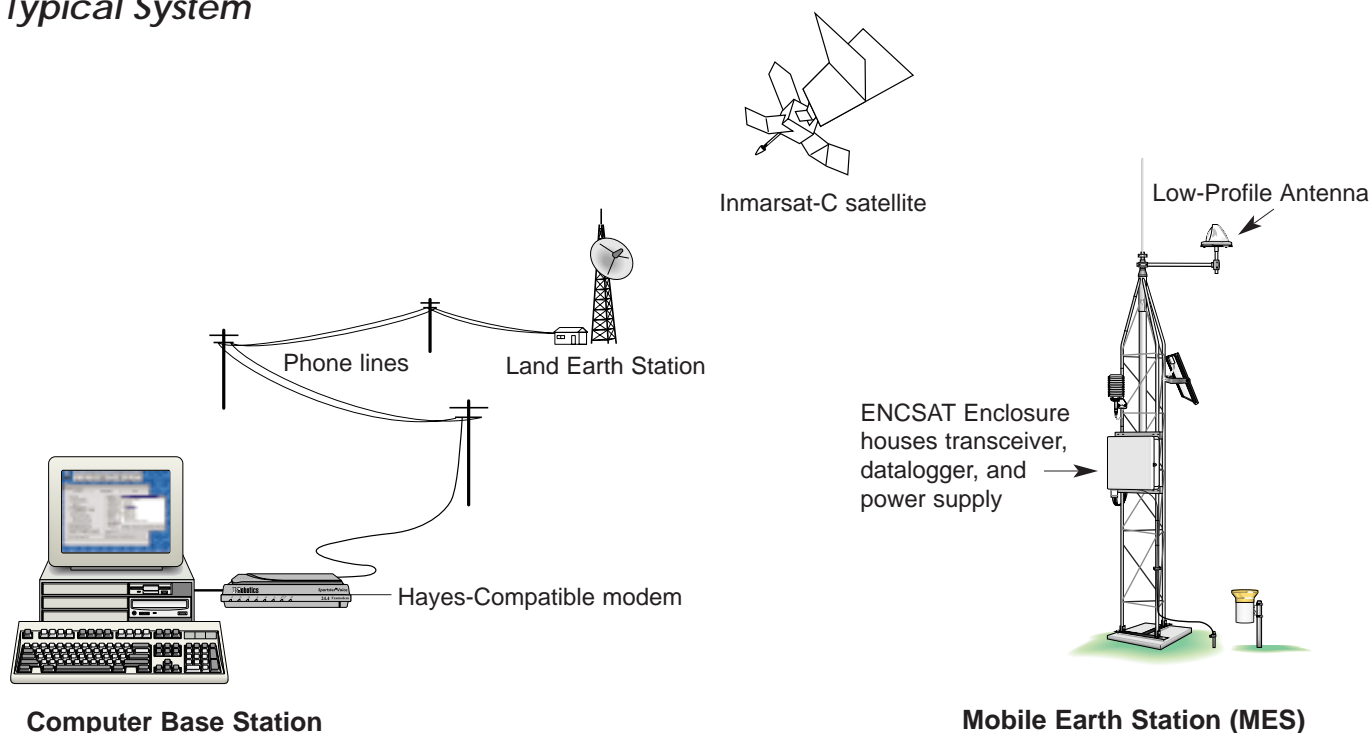 Typical System
Inmarsat-C satellite
Low-Profile Antenna
Phone lines
Land Earth Station
ENCSAT Enclosure
houses transceiver,
datalogger, and
power supply
Hayes-Compatible modem
Computer Base Station
Mobile Earth Station (MES)